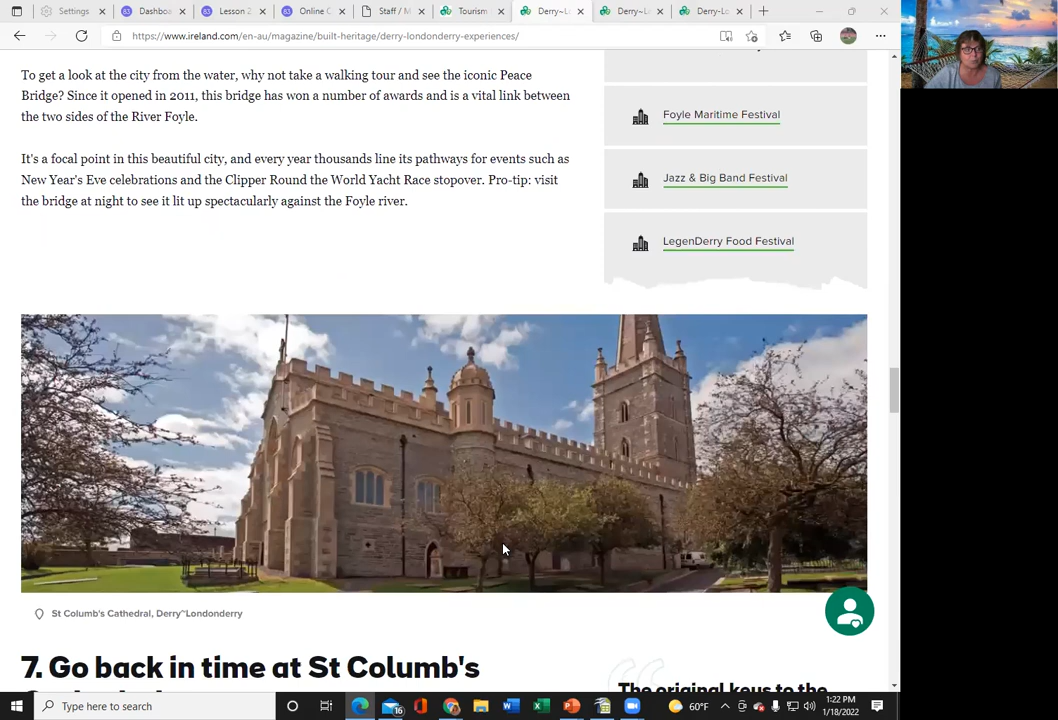 Settings
Dashbo
Lesson 2
Online C
Staff / M
Tourism
Derry~L
Derry~L
Derry-Lo
https://www.ireland.com/en-au/magazine/built-heritage/derry-londonderry-experiences/
To get a look at the city from the water, why not take a walking tour and see the iconic Peace
Bridge? Since it opened in 2011, this bridge has won a number of awards and is a vital link between
the two sides of the River Foyle.
It's a focal point in this beautiful city, and every year thousands line its pathways for events such as
New Year's Eve celebrations and the Clipper Round the World Yacht Race stopover. Pro-tip: visit
the bridge at night to see it lit up spectacularly against the Foyle river.
Foyle Maritime Festival
Jazz & Big Band Festival
LegenDerry Food Festival
St Columb's Cathedral, Derry~Londonderry
7. Go back in time at St Columb's
The original keys to the
Type here to search
16
60°F
1:22 PM
1/18/2022